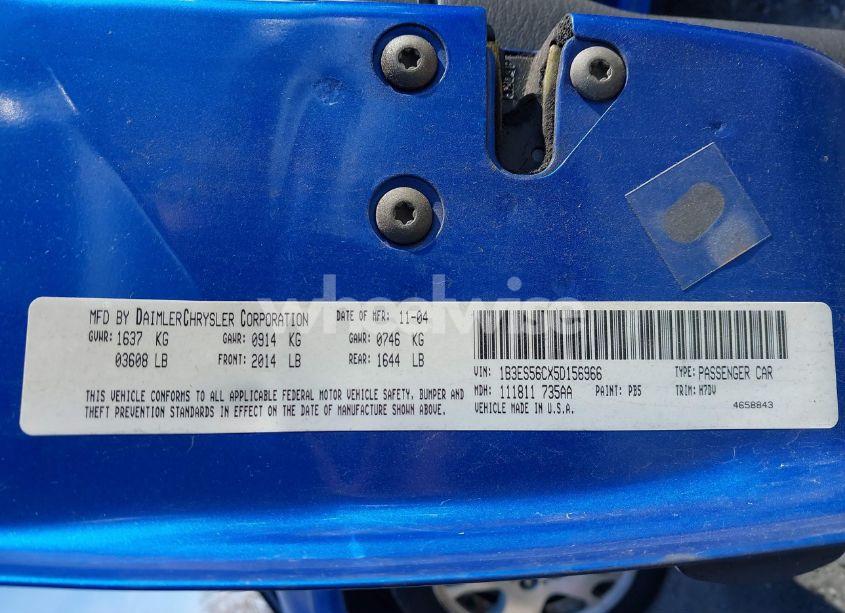 MFD BY DAIMLERCHRYSLER CORPORATION DATE OF MFR: 11-04
GVWR: 1637 KG GAWR: 0914 KG GAWR: 0746 KG
03608 LB FRONT: 2014 LB REAR: 1644 LB
THIS VEHICLE CONFORMS TO ALL APPLICABLE FEDERAL MOTOR VEHICLE SAFETY, BUMPER AND
THEFT PREVENTION STANDARDS IN EFFECT ON THE DATE OF MANUFACTURE SHOWN ABOVE.
VIN: 1B3ES56CX5D156966 TYPE: PASSENGER CAR
MDH: 111811 735AA PAINT: PB5 TRIM: M7DV
VEHICLE MADE IN U.S.A. 4658843
wheelwise